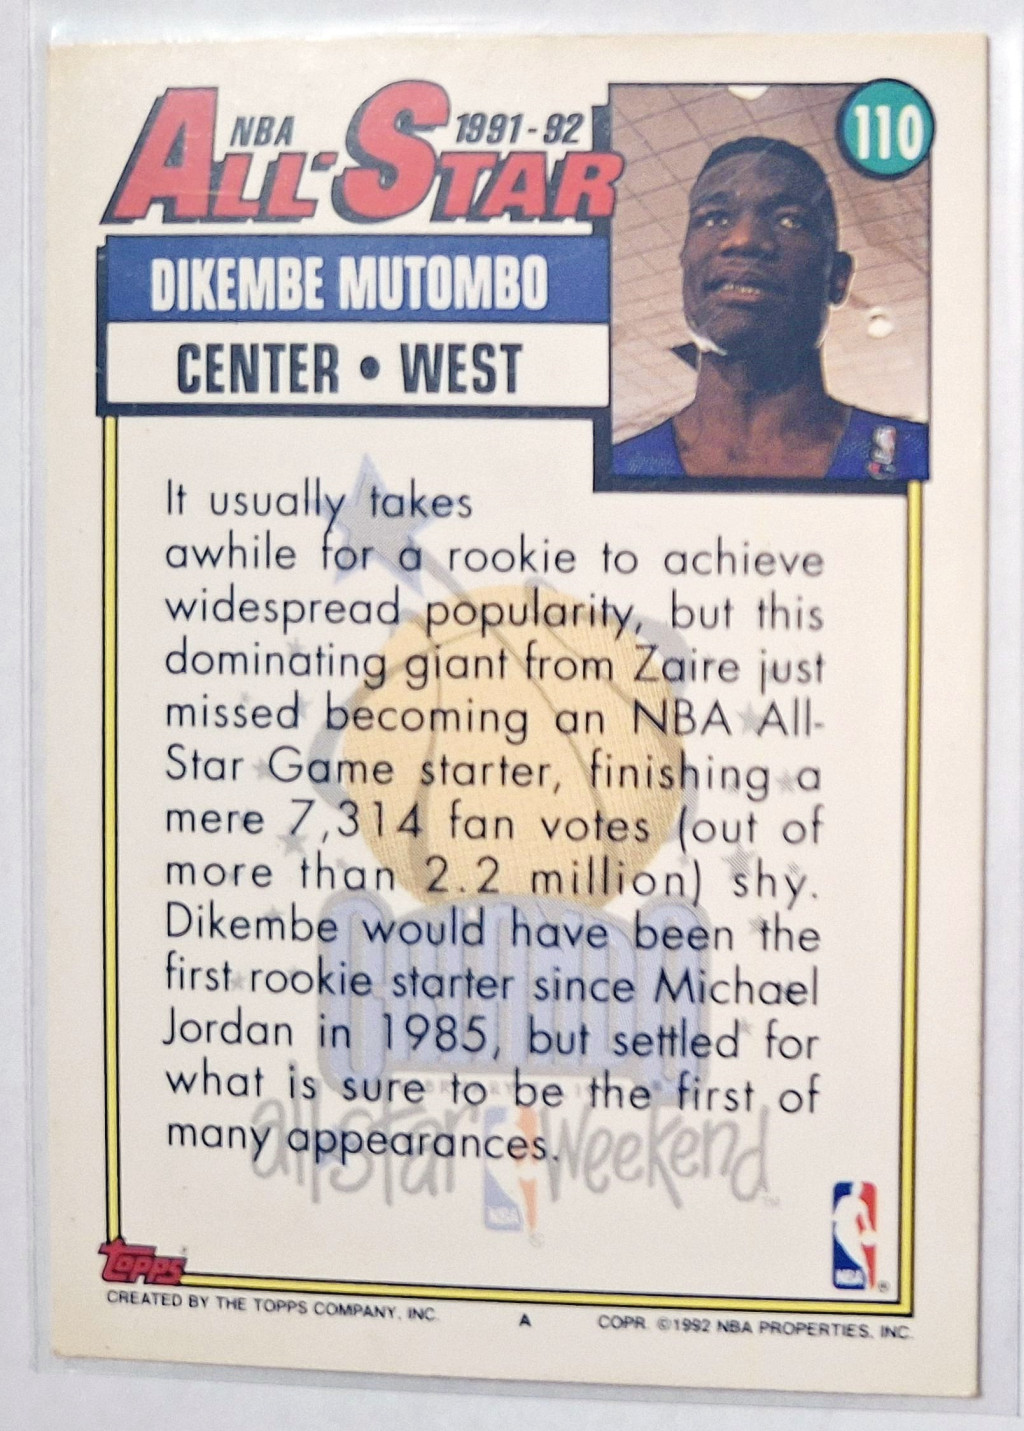 NBA 1991-92
ALL-STAR
110
DIKEMBE MUTOMBO
CENTER • WEST
It usually takes
awhile for a rookie to achieve
widespread popularity, but this
dominating giant from Zaire just
missed becoming an NBA All-
Star Game starter, finishing a
mere 7,314 fan votes (out of
more than 2.2 million) shy.
Dikembe would have been the
first rookie starter since Michael
Jordan in 1985, but settled for
what is sure to be the first of
many appearances.
all star Weekend™
NBA
NBA®
TOPPS
CREATED BY THE TOPPS COMPANY, INC.
A
COPR. ©1992 NBA PROPERTIES, INC.